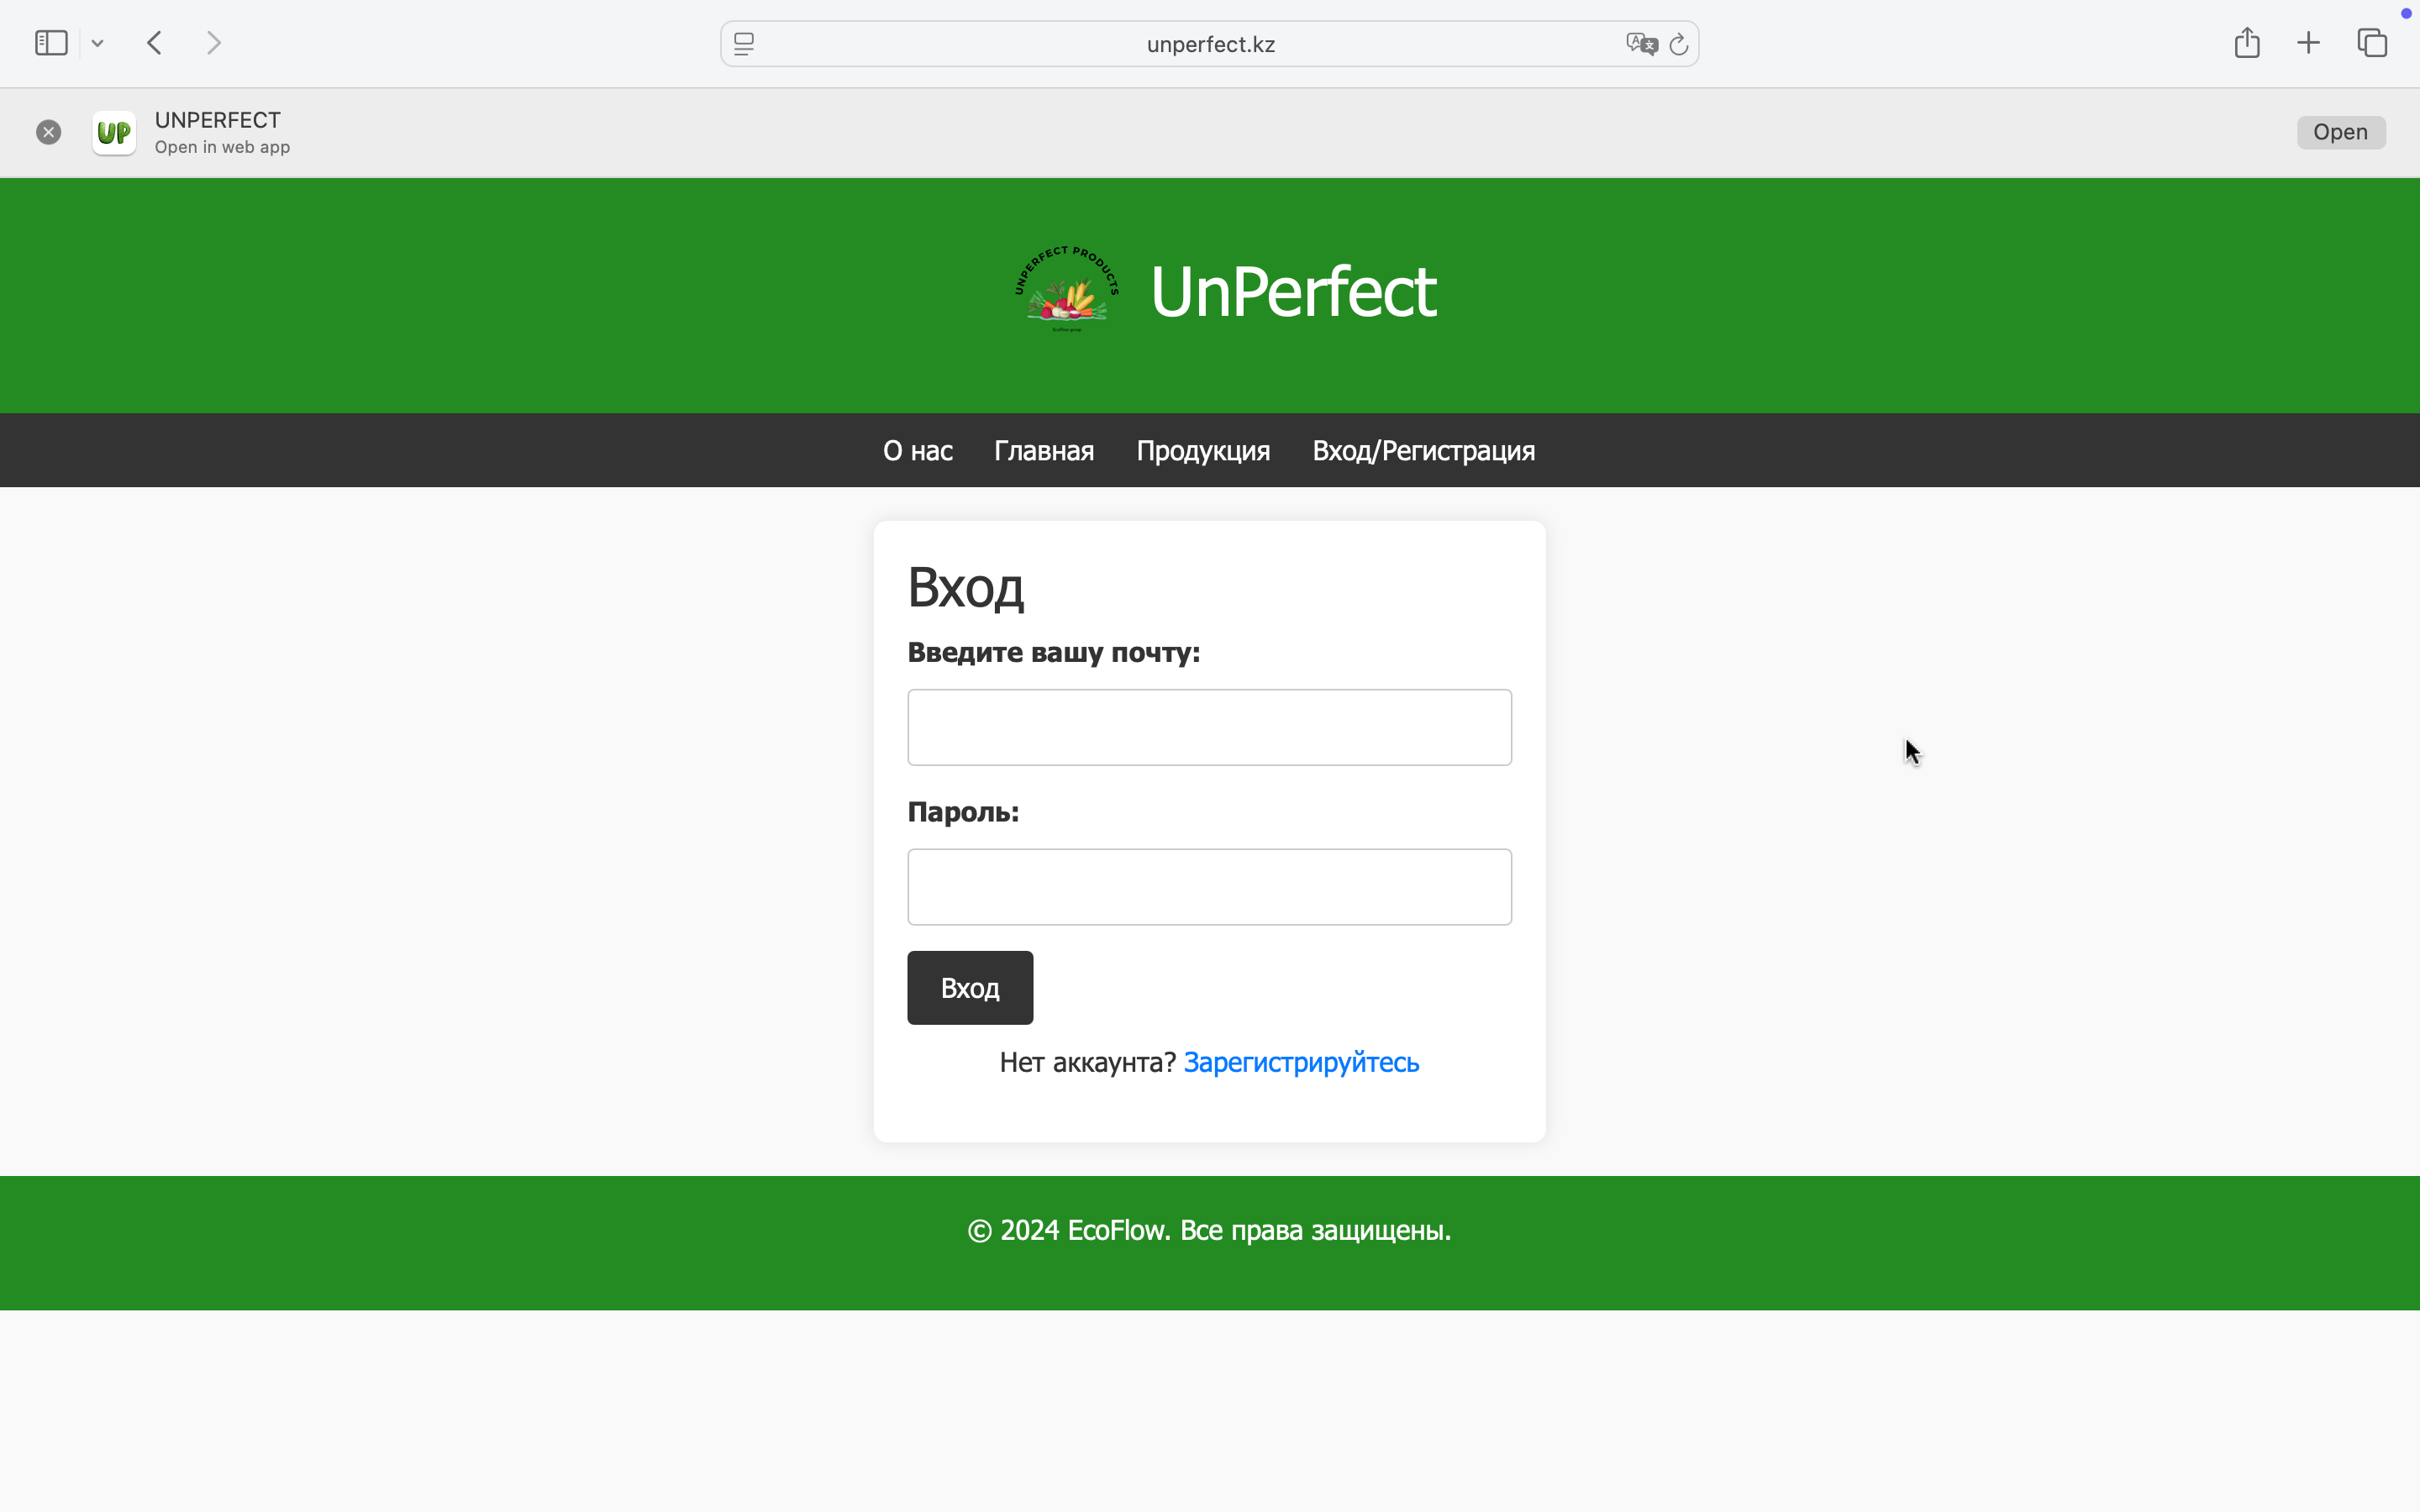 unperfect.kz
UNPERFECT
Open in web app
Open
UP
UNPERFECT PRODUCTS
UnPerfect
О нас Главная Продукция Вход/Регистрация
Вход
Введите вашу почту:
Пароль:
Вход
Нет аккаунта? Зарегистрируйтесь
© 2024 EcoFlow. Все права защищены.